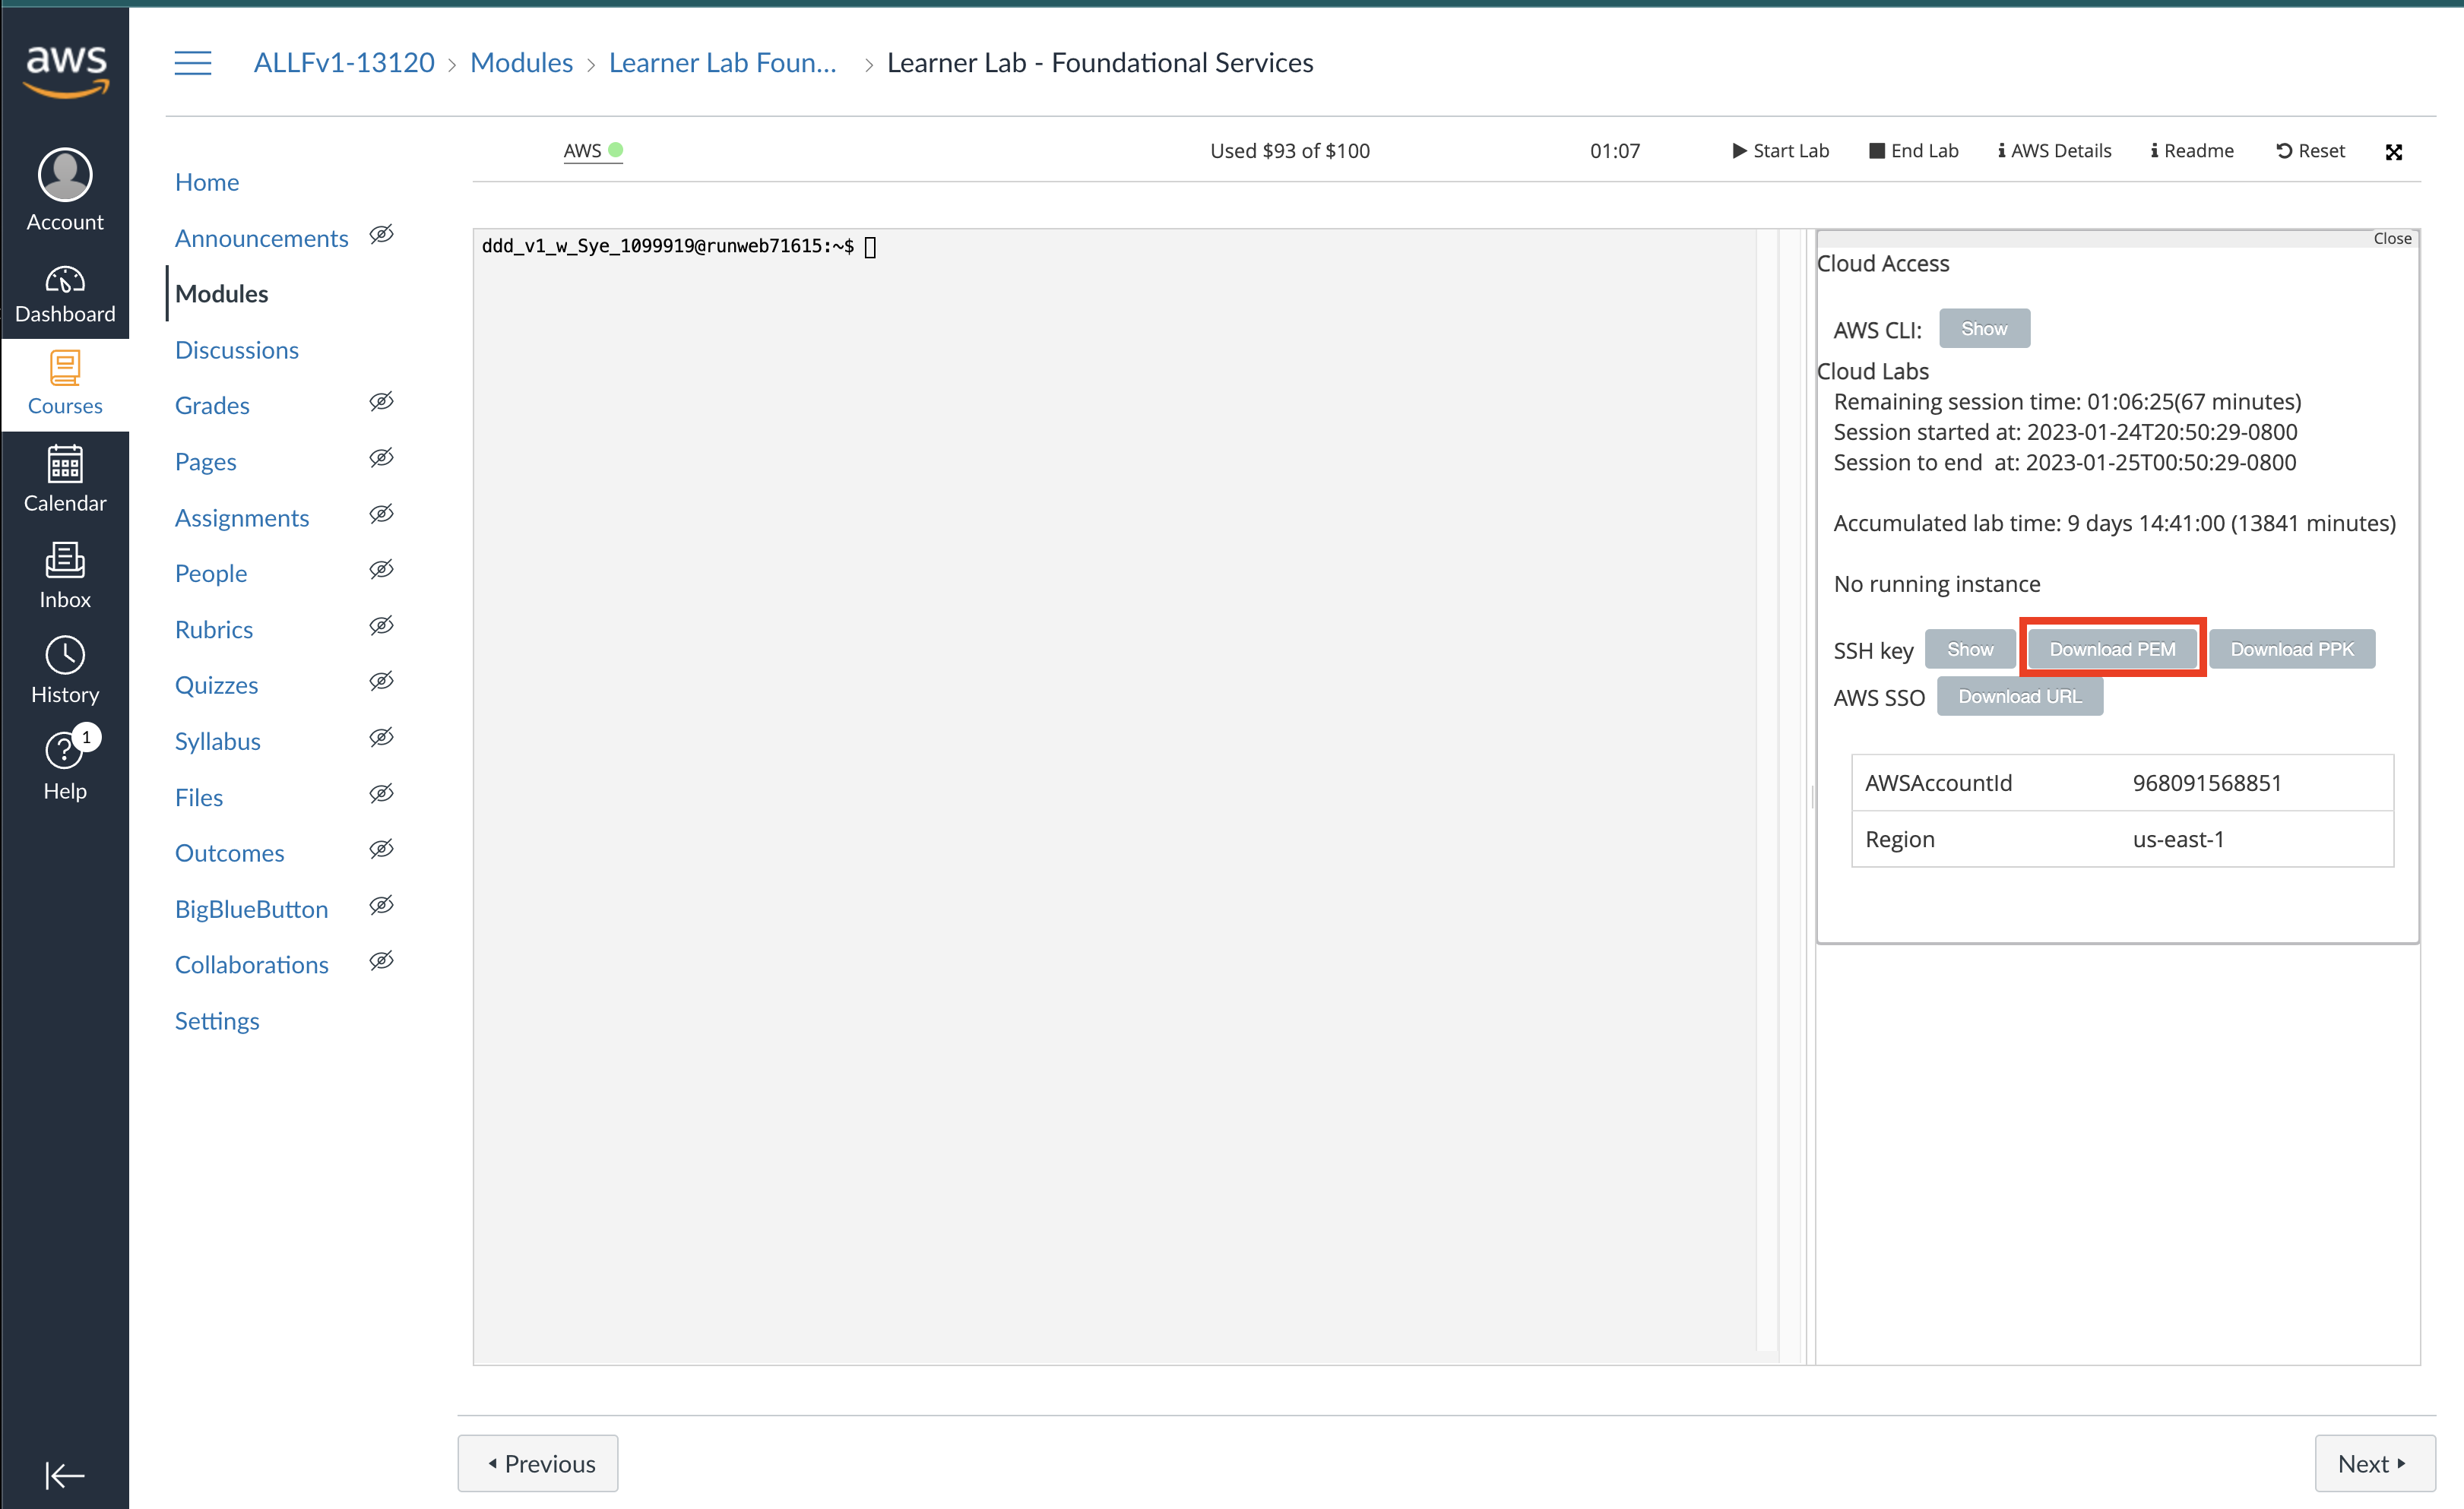 aws
Account
Dashboard
Courses
Calendar
Inbox
History
1
Help
ALLFv1-13120 > Modules > Learner Lab Foun... > Learner Lab - Foundational Services
Home
Announcements
Modules
Discussions
Grades
Pages
Assignments
People
Rubrics
Quizzes
Syllabus
Files
Outcomes
BigBlueButton
Collaborations
Settings
AWS Used $93 of $100 01:07 Start Lab End Lab AWS Details Readme Reset
ddd_v1_w_Sye_1099919@runweb71615:~$
Close
Cloud Access
AWS CLI: Show
Cloud Labs
Remaining session time: 01:06:25(67 minutes)
Session started at: 2023-01-24T20:50:29-0800
Session to end at: 2023-01-25T00:50:29-0800
Accumulated lab time: 9 days 14:41:00 (13841 minutes)
No running instance
SSH key Show Download PEM Download PPK
AWS SSO Download URL
AWSAccountId 968091568851
Region us-east-1
Previous
Next